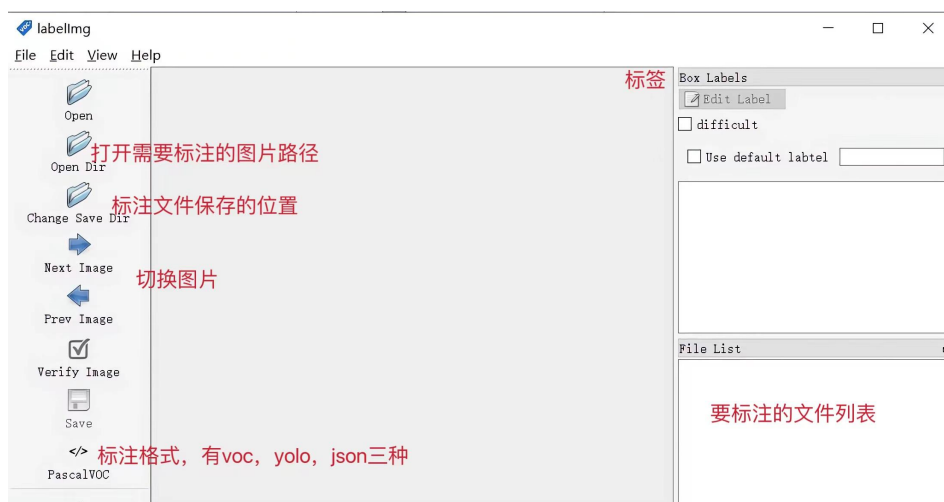 labelImg
File Edit View Help
Open
Open Dir
打开需要标注的图片路径
Change Save Dir
标注文件保存的位置
Next Image
切换图片
Prev Image
Verify Image
Save
</>
标注格式，有voc，yolo，json三种
PascalVOC
标签
Box Labels
Edit Label
difficult
Use default labtel
File List
要标注的文件列表